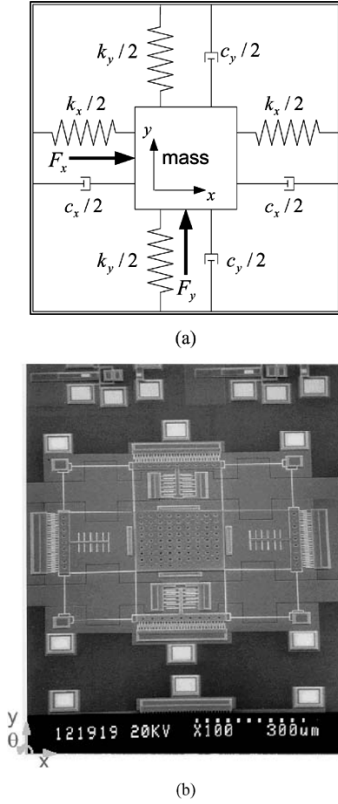 k_y/2
c_y/2
k_x/2
k_x/2
y
mass
F_x
x
c_x/2
c_x/2
k_y/2
c_y/2
F_y
(a)
y
θ
x
121919 20KV X100 300μm
(b)